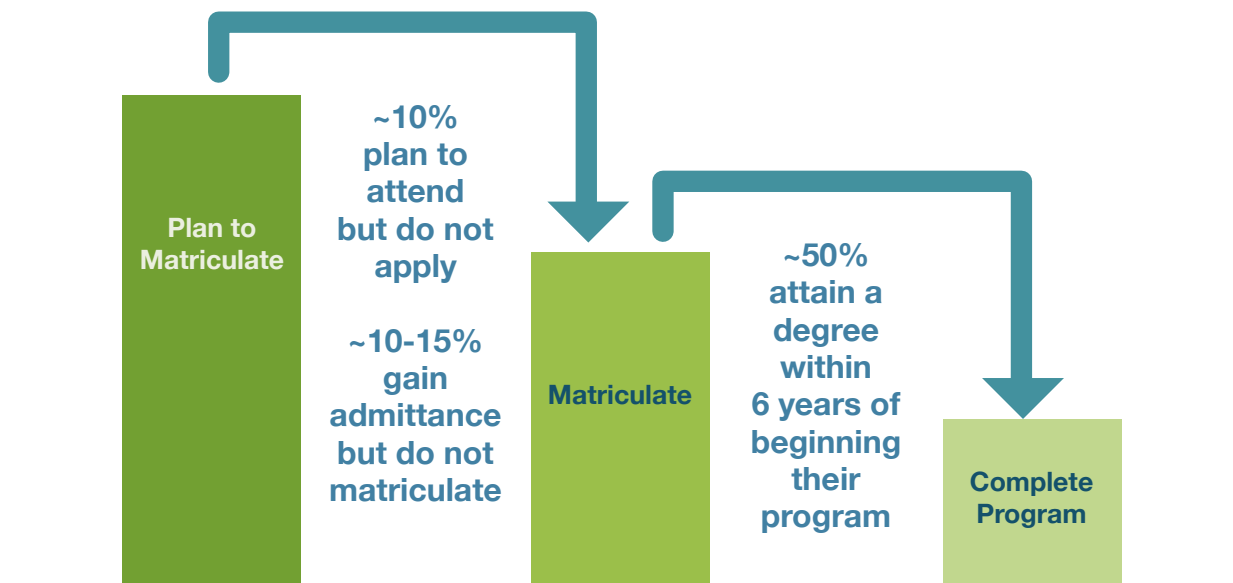 Plan to
Matriculate
~10%
plan to
attend
but do not
apply
~10-15%
gain
admittance
but do not
matriculate
Matriculate
~50%
attain a
degree
within
6 years of
beginning
their
program
Complete
Program